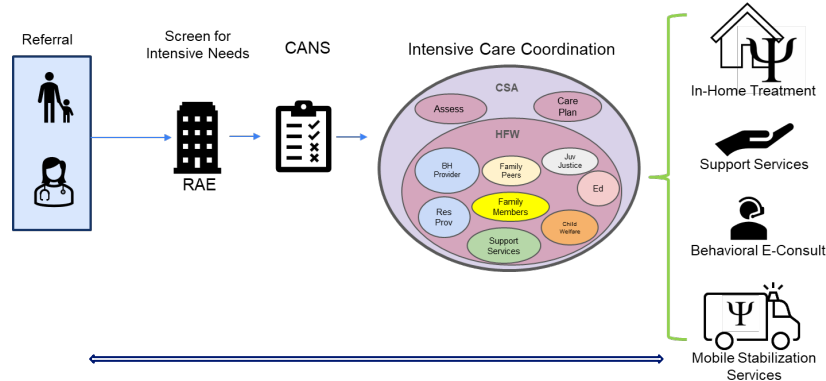 Referral
Screen for
Intensive Needs
RAE
CANS
Intensive Care Coordination
CSA
Assess
Care
Plan
HFW
BH
Provider
Family
Peers
Juv
Justice
Ed
Res
Prov
Family
Members
Child
Welfare
Support
Services
Ψ
In-Home Treatment
Support Services
Behavioral E-Consult
Ψ
Mobile Stabilization
Services